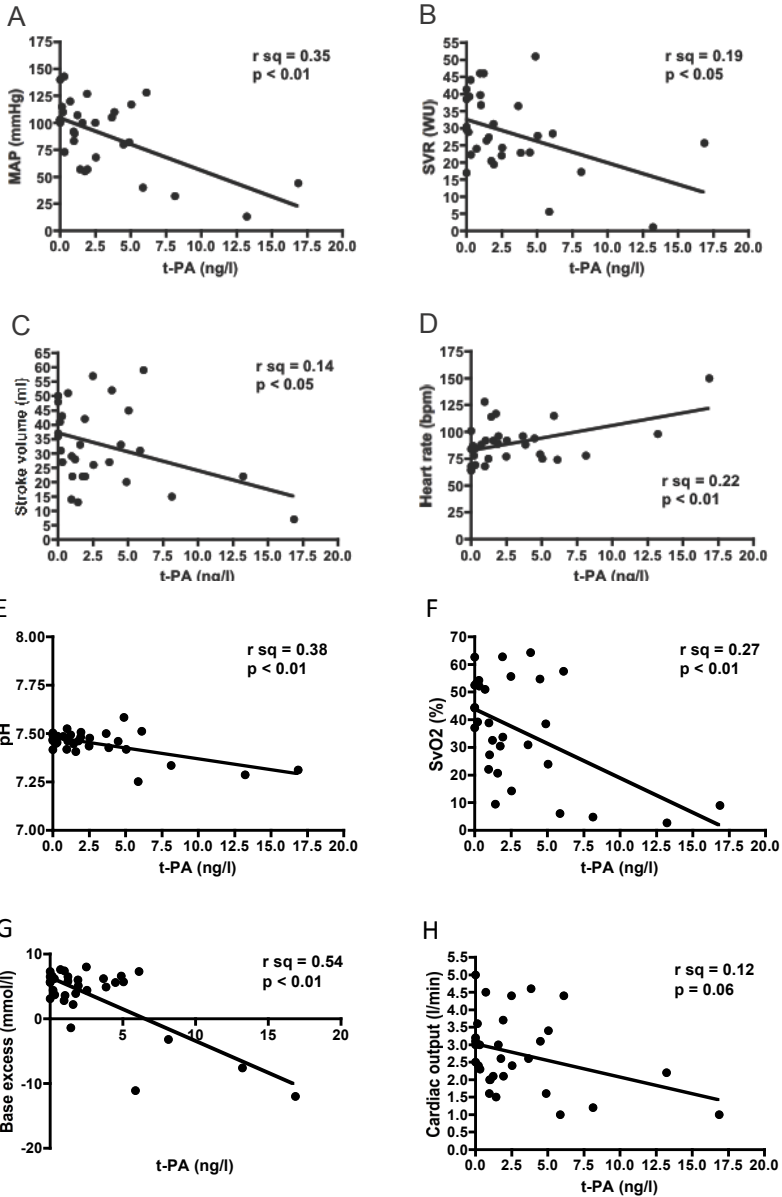 A
MAP (mmHg)
175
150
125
100
75
50
25
0
0.0 2.5 5.0 7.5 10.0 12.5 15.0 17.5 20.0
t-PA (ng/l)
r sq = 0.35
p < 0.01
B
SVR (WU)
55
50
45
40
35
30
25
20
15
10
5
0
0.0 2.5 5.0 7.5 10.0 12.5 15.0 17.5 20.0
t-PA (ng/l)
r sq = 0.19
p < 0.05
C
Stroke volume (ml)
65
60
55
50
45
40
35
30
25
20
15
10
5
0
0.0 2.5 5.0 7.5 10.0 12.5 15.0 17.5 20.0
t-PA (ng/l)
r sq = 0.14
p < 0.05
D
Heart rate (bpm)
175
150
125
100
75
50
25
0
0.0 2.5 5.0 7.5 10.0 12.5 15.0 17.5 20.0
t-PA (ng/l)
r sq = 0.22
p < 0.01
E
pH
8.00
7.75
7.50
7.25
7.00
0.0 2.5 5.0 7.5 10.0 12.5 15.0 17.5 20.0
t-PA (ng/l)
r sq = 0.38
p < 0.01
F
SvO2 (%)
70
60
50
40
30
20
10
0
0.0 2.5 5.0 7.5 10.0 12.5 15.0 17.5 20.0
t-PA (ng/l)
r sq = 0.27
p < 0.01
G
Base excess (mmol/l)
10
0
-10
-20
5 10 15 20
t-PA (ng/l)
r sq = 0.54
p < 0.01
H
Cardiac output (l/min)
5.5
5.0
4.5
4.0
3.5
3.0
2.5
2.0
1.5
1.0
0.5
0.0
0.0 2.5 5.0 7.5 10.0 12.5 15.0 17.5 20.0
t-PA (ng/l)
r sq = 0.12
p = 0.06